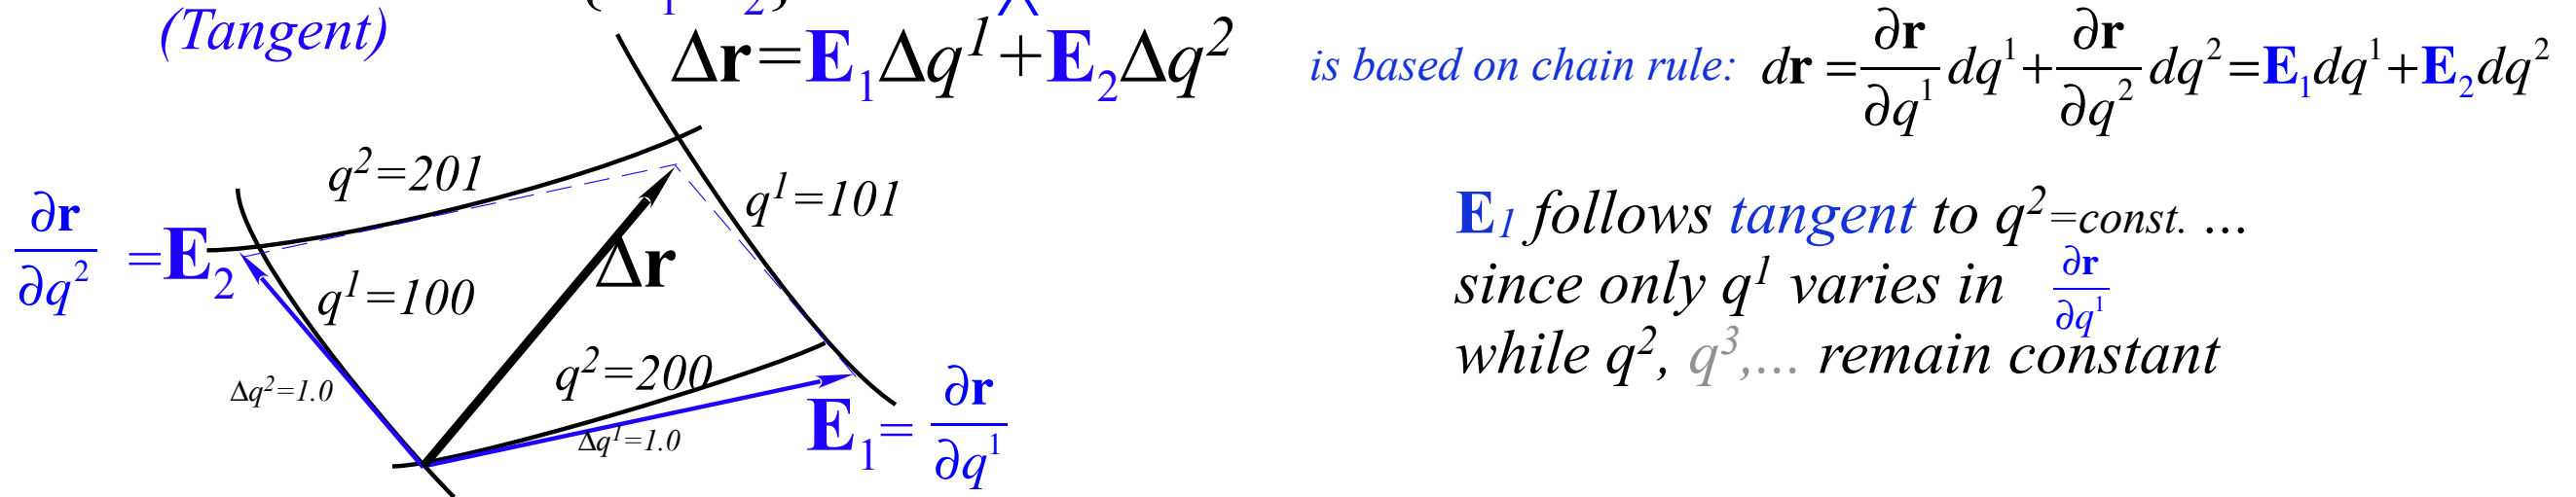 (Tangent)
Δr=E₁Δq¹+E₂Δq²
is based on chain rule: dr = ∂r/∂q¹ dq¹ + ∂r/∂q² dq² = E₁dq¹ + E₂dq²
q²=201
q¹=101
∂r/∂q² = E₂
Δr
q¹=100
q²=200
Δq²=1.0
Δq¹=1.0
E₁ = ∂r/∂q¹
E₁ follows tangent to q²=const. ...
since only q¹ varies in ∂r/∂q¹
while q², q³,... remain constant